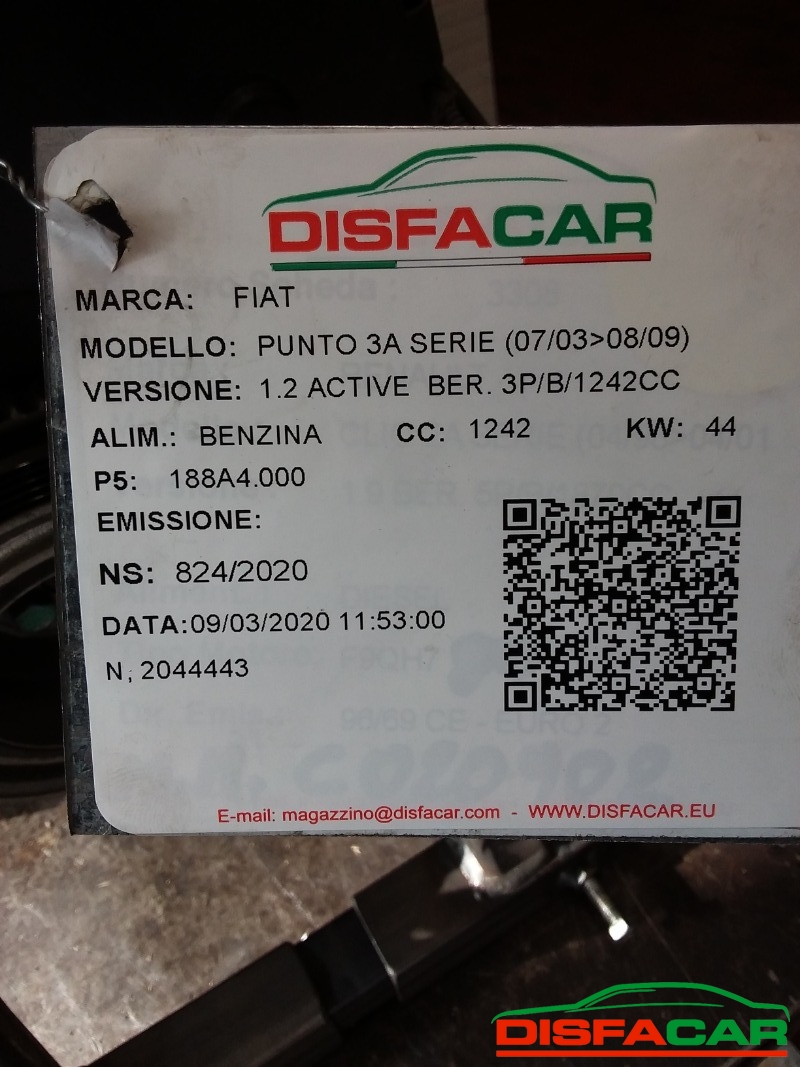 DISFACAR
MARCA: FIAT
MODELLO: PUNTO 3A SERIE (07/03>08/09)
VERSIONE: 1.2 ACTIVE BER. 3P/B/1242CC
ALIM.: BENZINA CC: 1242 KW: 44
P5: 188A4.000
EMISSIONE:
NS: 824/2020
DATA:09/03/2020 11:53:00
N, 2044443
E-mail: magazzino@disfacar.com - WWW.DISFACAR.EU
DISFACAR